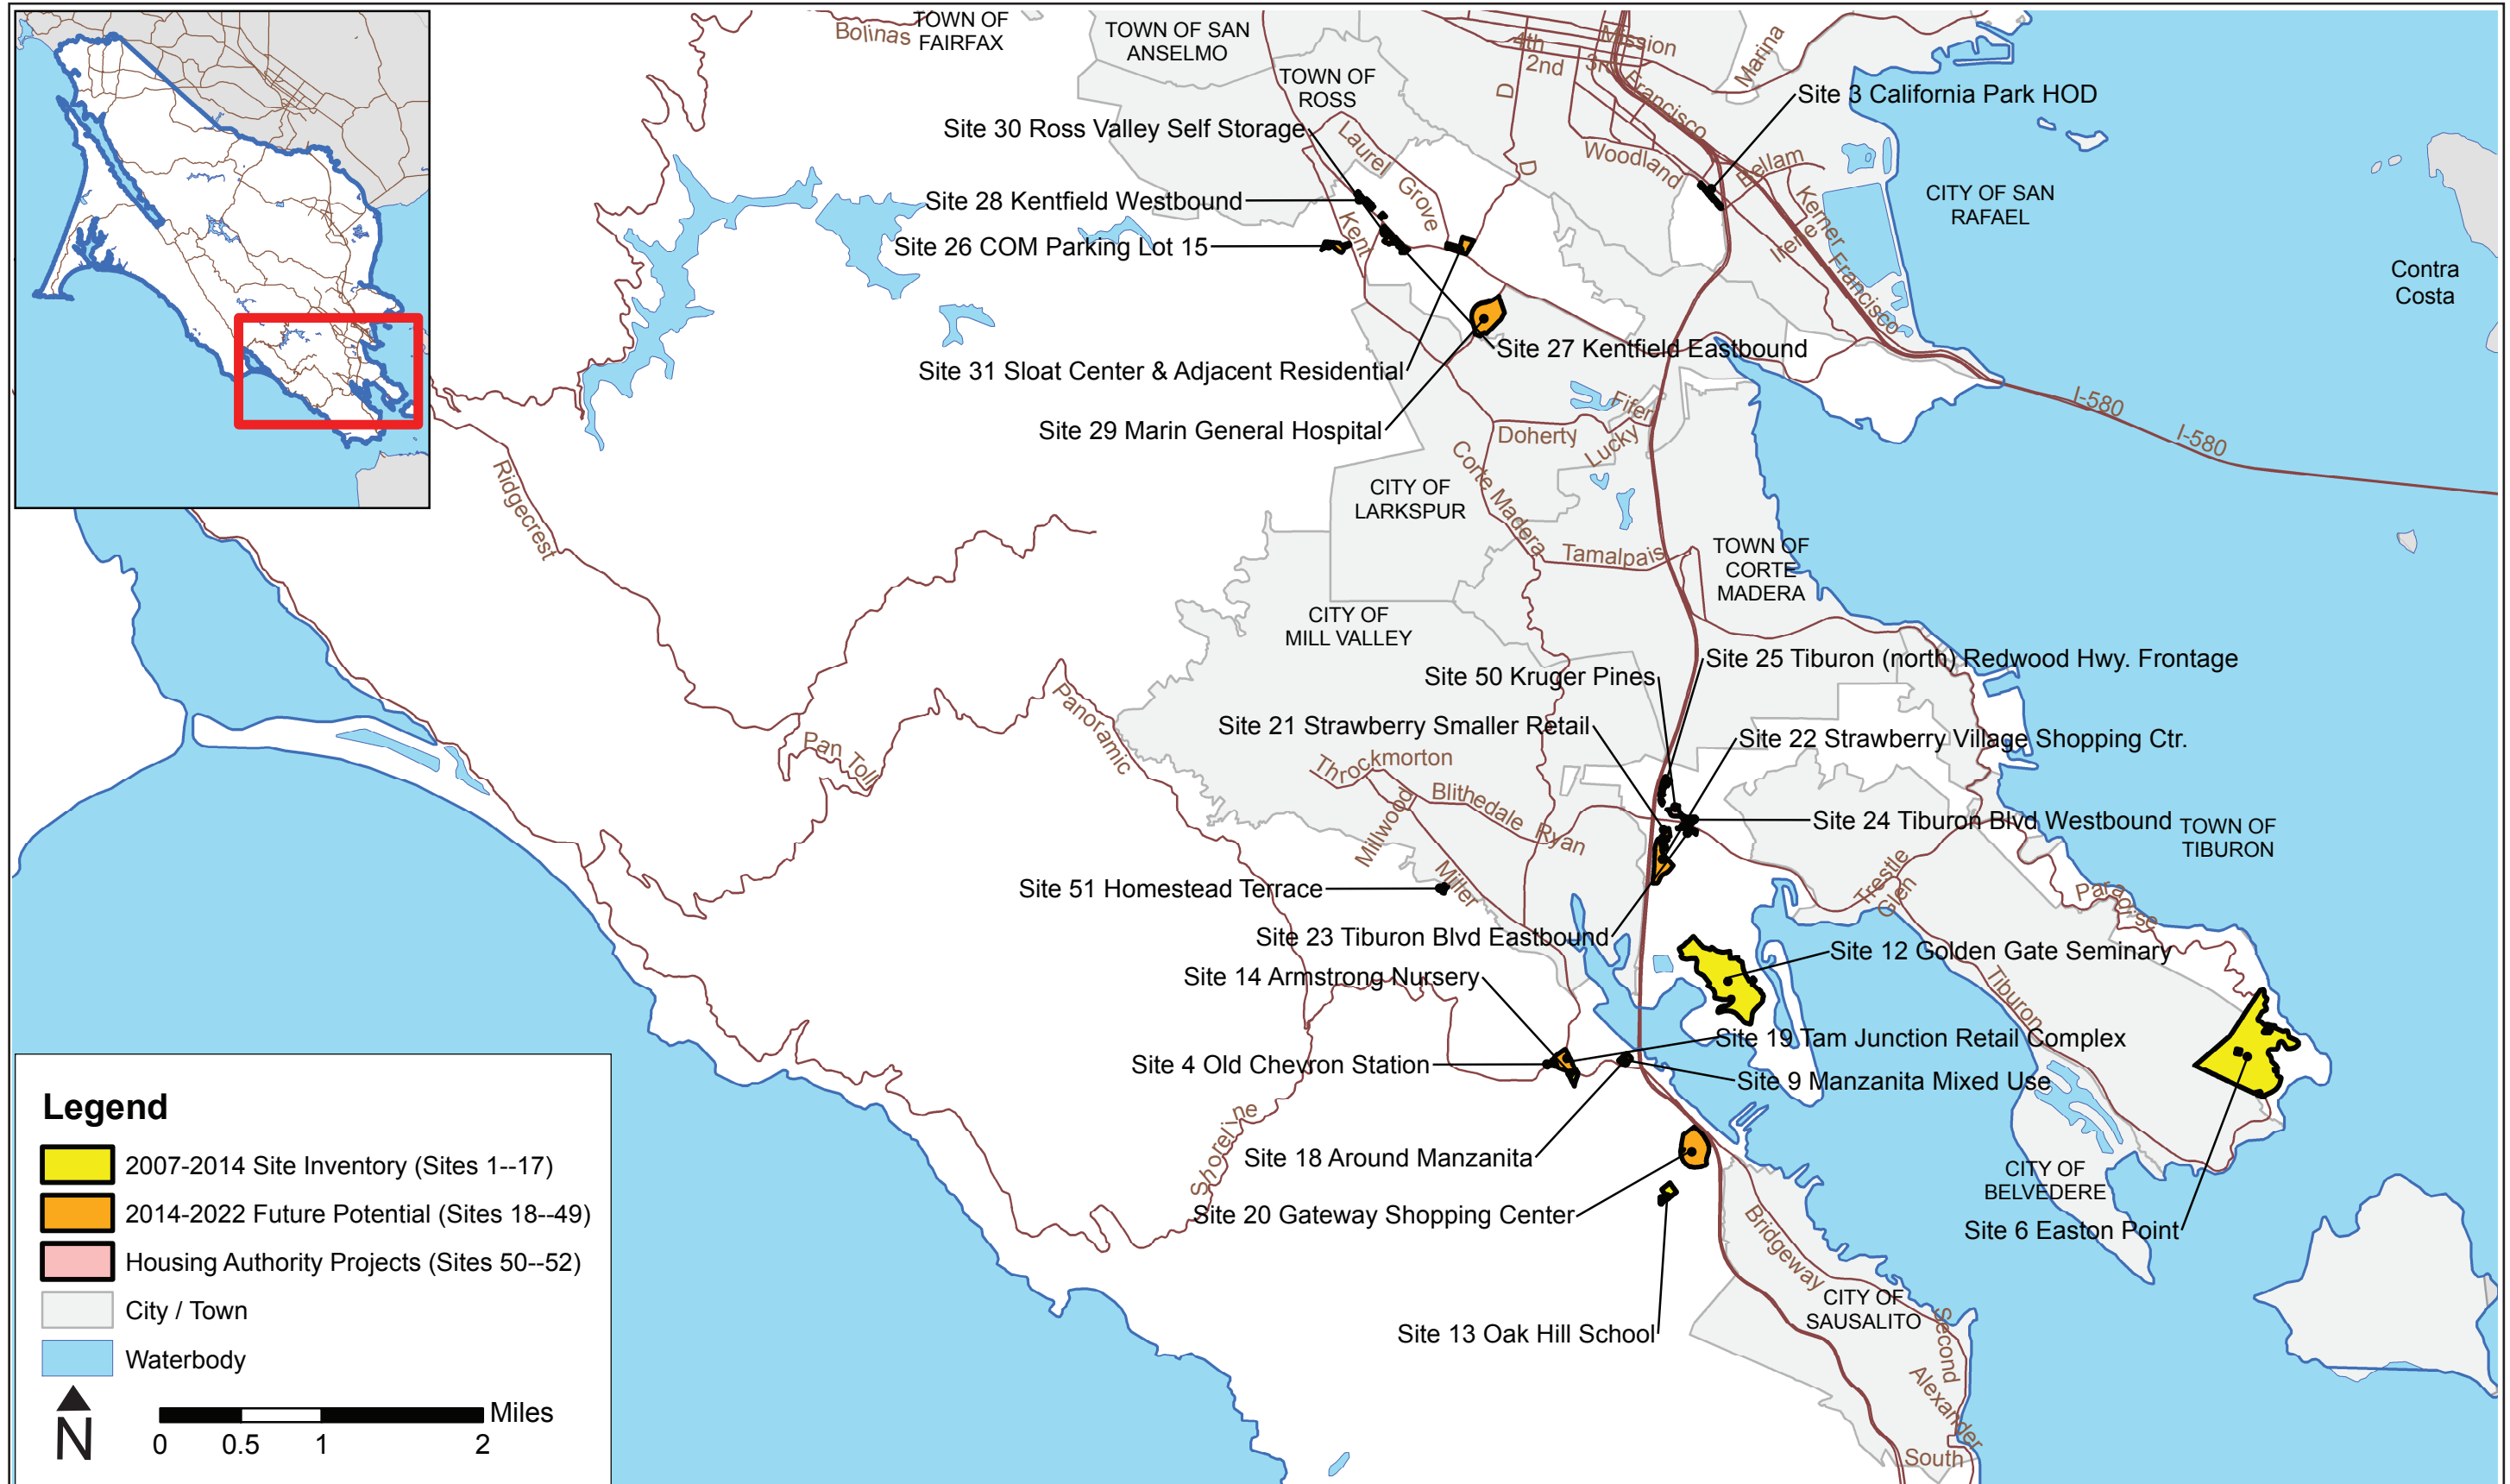 TOWN OF
FAIRFAX
Bolinas
TOWN OF SAN
ANSELMO
TOWN OF
ROSS
4th
2nd
3rd
Mission
Marina
Francisco
D
D
Site 3 California Park HOD
Site 30 Ross Valley Self Storage
Laurel
Grove
Woodland
Bellam
Kerner
Irene
Francisco
CITY OF SAN
RAFAEL
Site 28 Kentfield Westbound
Kent
Site 26 COM Parking Lot 15
Contra
Costa
Site 27 Kentfield Eastbound
Site 31 Sloat Center & Adjacent Residential
Site 29 Marin General Hospital
I-580
I-580
Fifer
Doherty
Lucky
Ridgecrest
Corte Madera
CITY OF
LARKSPUR
Tamalpais
TOWN OF
CORTE
MADERA
CITY OF
MILL VALLEY
Site 25 Tiburon (north) Redwood Hwy. Frontage
Site 50 Kruger Pines
Panoramic
Pan Toll
Site 21 Strawberry Smaller Retail
Site 22 Strawberry Village Shopping Ctr.
Throckmorton
Blithedale
Ryan
Millwood
Miller
Site 24 Tiburon Blvd Westbound
TOWN OF
TIBURON
Trestle
Glen
Paradise
Site 51 Homestead Terrace
Site 23 Tiburon Blvd Eastbound
Site 12 Golden Gate Seminary
Site 14 Armstrong Nursery
Tiburon
Site 19 Tam Junction Retail Complex
Site 4 Old Chevron Station
Site 9 Manzanita Mixed Use
Shoreline
Site 18 Around Manzanita
CITY OF
BELVEDERE
Site 20 Gateway Shopping Center
Site 6 Easton Point
Bridgeway
CITY OF
SAUSALITO
Site 13 Oak Hill School
Second
Alexander
South
Legend
2007-2014 Site Inventory (Sites 1--17)
2014-2022 Future Potential (Sites 18--49)
Housing Authority Projects (Sites 50--52)
City / Town
Waterbody
N
Miles
0 0.5 1 2